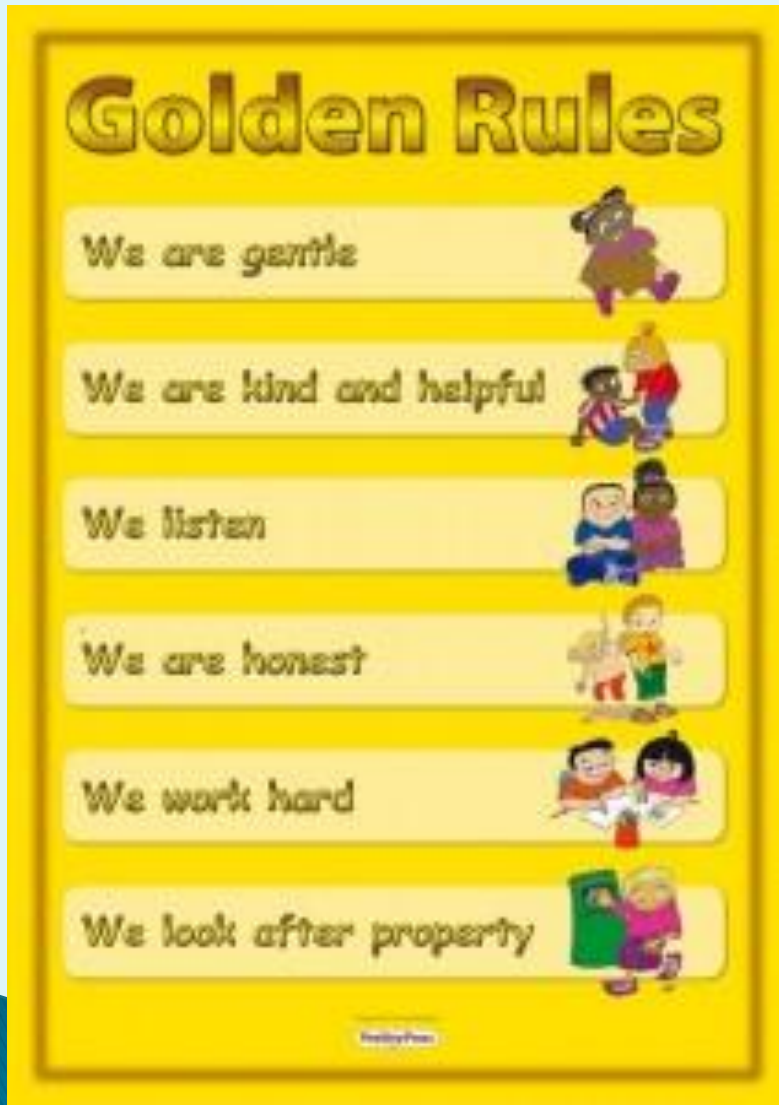 Golden Rules
We are gentle
We are kind and helpful
We listen
We are honest
We work hard
We look after property